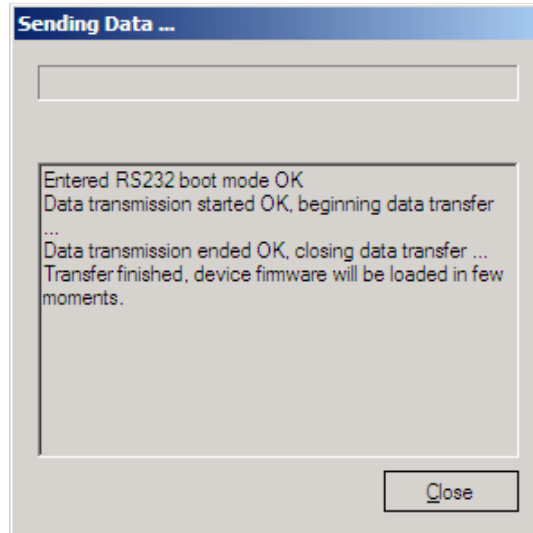 Sending Data ...
Entered RS232 boot mode OK
Data transmission started OK, beginning data transfer
...
Data transmission ended OK, closing data transfer ...
Transfer finished, device firmware will be loaded in few
moments.
Close